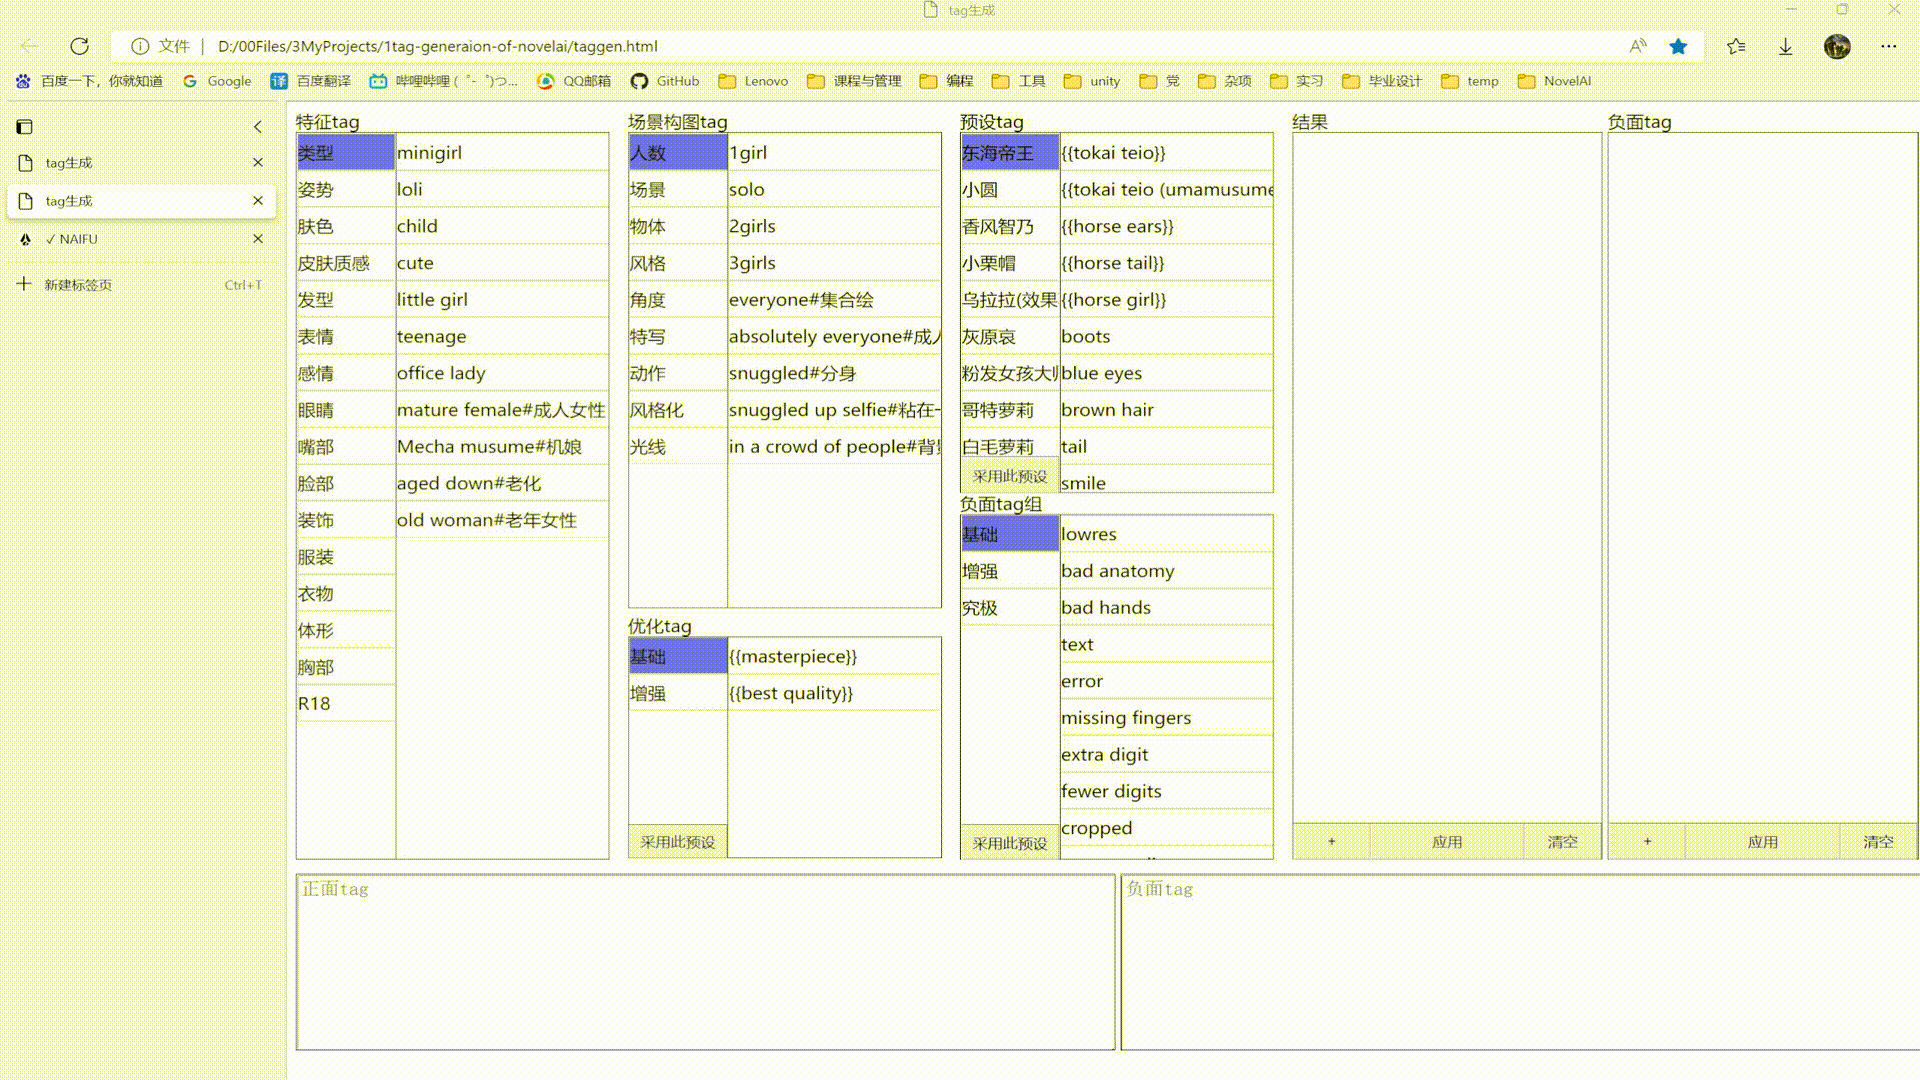 tag生成
文件 D:/00Files/3MyProjects/1tag-generaion-of-novelai/taggen.html
百度一下,你就知道 Google 百度翻译 哔哩哔哩 ( ゜- ゜)つ... QQ邮箱 GitHub Lenovo 课程与管理 编程 工具 unity 党 杂项 实习 毕业设计 temp NovelAI
tag生成
tag生成
✓ NAIFU
新建标签页 Ctrl+T
特征tag
类型
姿势
肤色
皮肤质感
发型
表情
感情
眼睛
嘴部
脸部
装饰
服装
衣物
体形
胸部
R18
minigirl
loli
child
cute
little girl
teenage
office lady
mature female#成人女性
Mecha musume#机娘
aged down#老化
old woman#老年女性
场景构图tag
人数
场景
物体
风格
角度
特写
动作
风格化
光线
1girl
solo
2girls
3girls
everyone#集合绘
absolutely everyone#成人
snuggled#分身
snuggled up selfie#粘在一
in a crowd of people#背景
优化tag
基础
增强
采用此预设
{{masterpiece}}
{{best quality}}
预设tag
东海帝王
小圆
香风智乃
小栗帽
乌拉拉(效果
灰原哀
粉发女孩大师
哥特萝莉
白毛萝莉
采用此预设
{{tokai teio}}
{{tokai teio (umamusume
{{horse ears}}
{{horse tail}}
{{horse girl}}
boots
blue eyes
brown hair
tail
smile
负面tag组
基础
增强
究极
采用此预设
lowres
bad anatomy
bad hands
text
error
missing fingers
extra digit
fewer digits
cropped
结果
+ 应用 清空
负面tag
+ 应用 清空
正面tag
负面tag